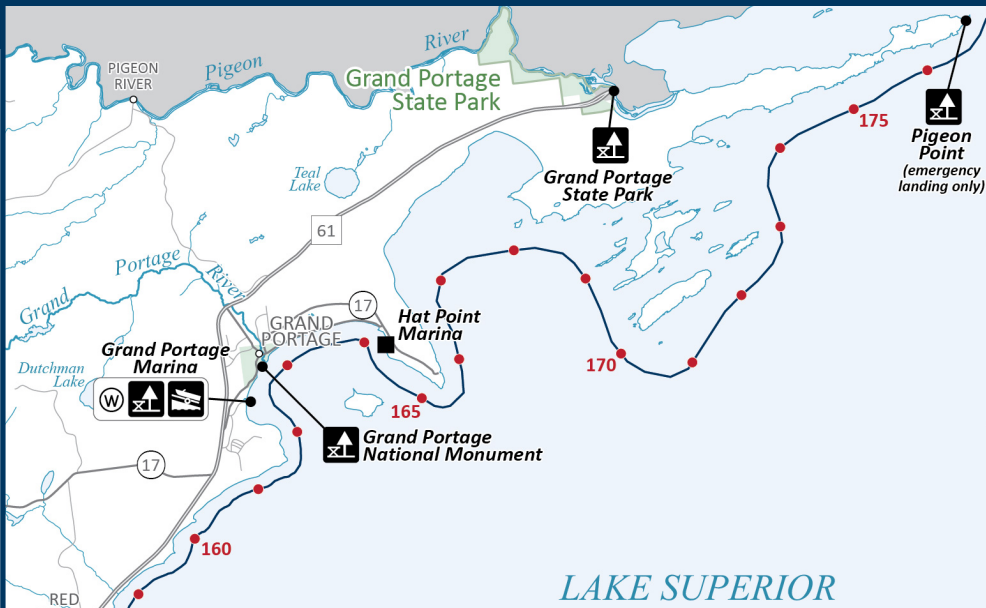 PIGEON
RIVER
Pigeon
River
Grand Portage
State Park
175
Pigeon
Point
(emergency
landing only)
Grand Portage
State Park
Teal
Lake
61
Grand
Portage
River
17
GRAND
PORTAGE
Hat Point
Marina
Grand Portage
Marina
Dutchman
Lake
W
165
170
Grand Portage
National Monument
17
160
RED
LAKE SUPERIOR